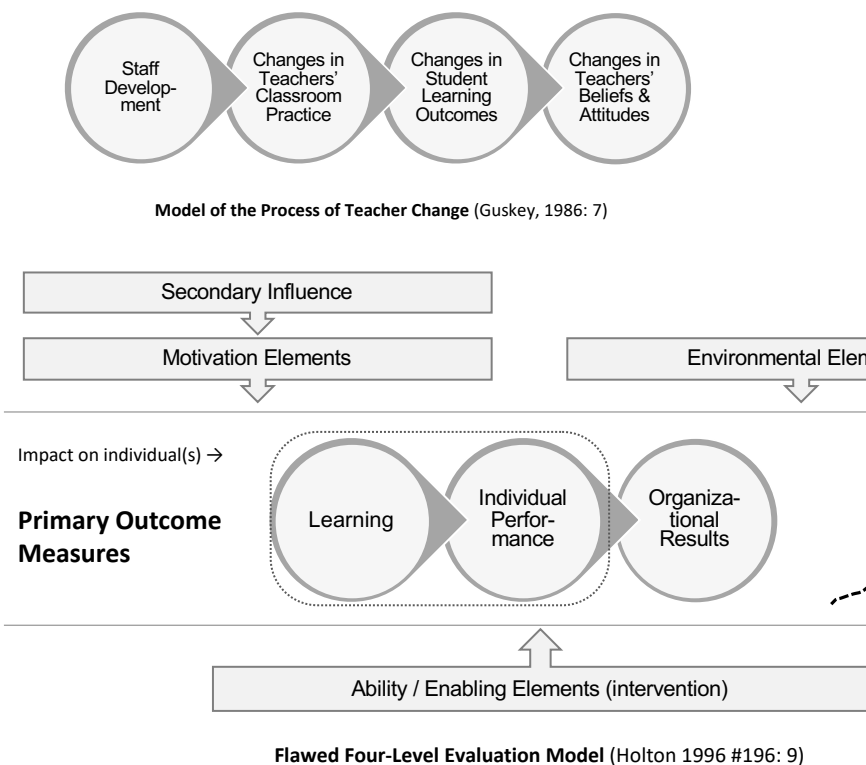 Staff
Develop-
ment
Changes in
Teachers’
Classroom
Practice
Changes in
Student
Learning
Outcomes
Changes in
Teachers’
Beliefs &
Attitudes
Model of the Process of Teacher Change (Guskey, 1986: 7)
Secondary Influence
Motivation Elements
Environmental Elem
Impact on individual(s) →
Primary Outcome
Measures
Learning
Individual
Perfor-
mance
Organiza-
tional
Results
Ability / Enabling Elements (intervention)
Flawed Four-Level Evaluation Model (Holton 1996 #196: 9)